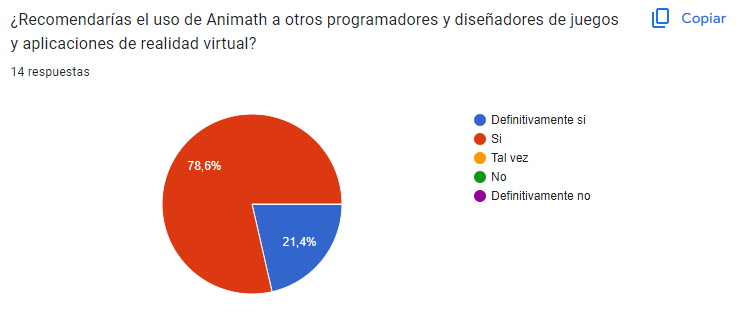 ¿Recomendarías el uso de Animath a otros programadores y diseñadores de juegos
y aplicaciones de realidad virtual?
Copiar
14 respuestas
Definitivamente si
Si
Tal vez
No
Definitivamente no
78,6%
21,4%